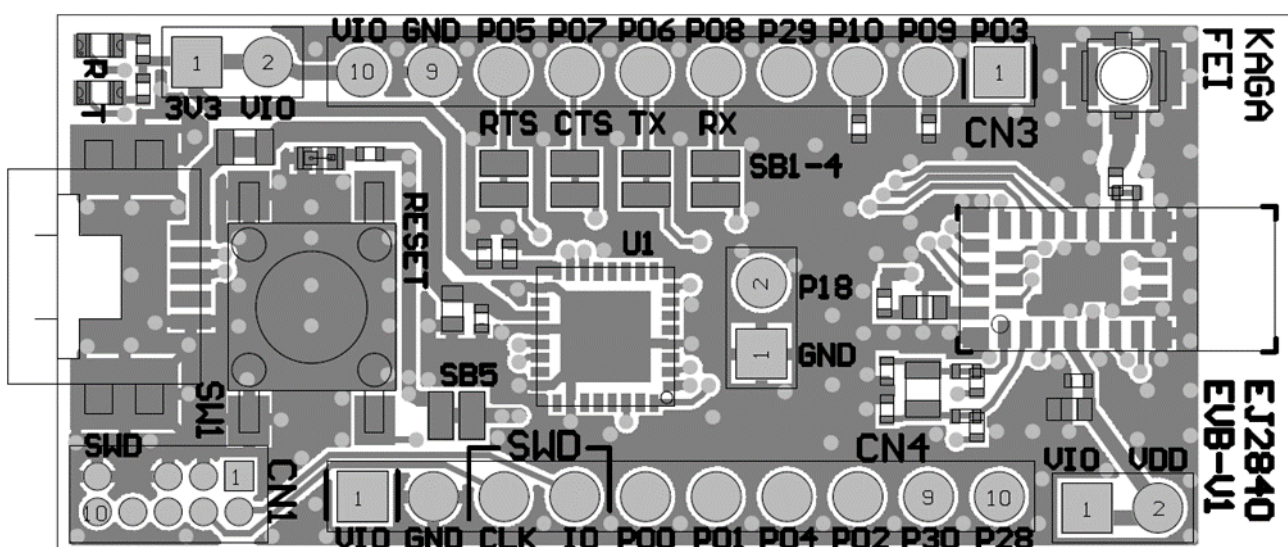 VIO GND P05 P07 P06 P08 P29 P10 P09 P03
1 2 10 9 1
3V3 VIO
R
T
RTS CTS TX RX
CN3
SB1-4
KAGA
FEI
RESET
U1
2 P18
1 GND
SB5
SW1
SWD
1
10
CN1
SWD
CN4
VIO VDD
1 9 10 1 2
VIO GND CLK IO P00 P01 P04 P02 P30 P28
EJ2840
EVB-V1